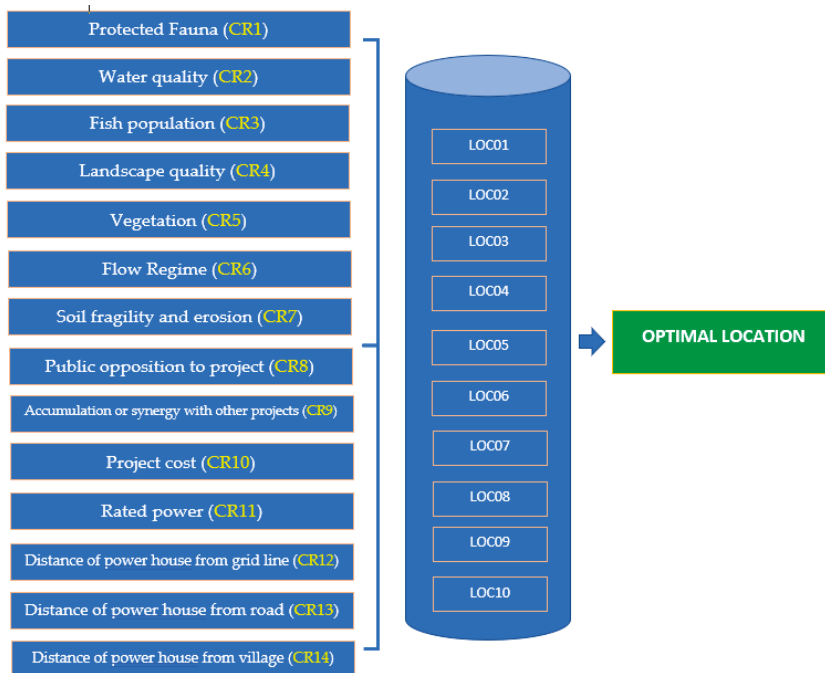 Protected Fauna (CR1)
Water quality (CR2)
Fish population (CR3)
Landscape quality (CR4)
Vegetation (CR5)
Flow Regime (CR6)
Soil fragility and erosion (CR7)
Public opposition to project (CR8)
Accumulation or synergy with other projects (CR9)
Project cost (CR10)
Rated power (CR11)
Distance of power house from grid line (CR12)
Distance of power house from road (CR13)
Distance of power house from village (CR14)
LOC01
LOC02
LOC03
LOC04
LOC05
LOC06
LOC07
LOC08
LOC09
LOC10
OPTIMAL LOCATION